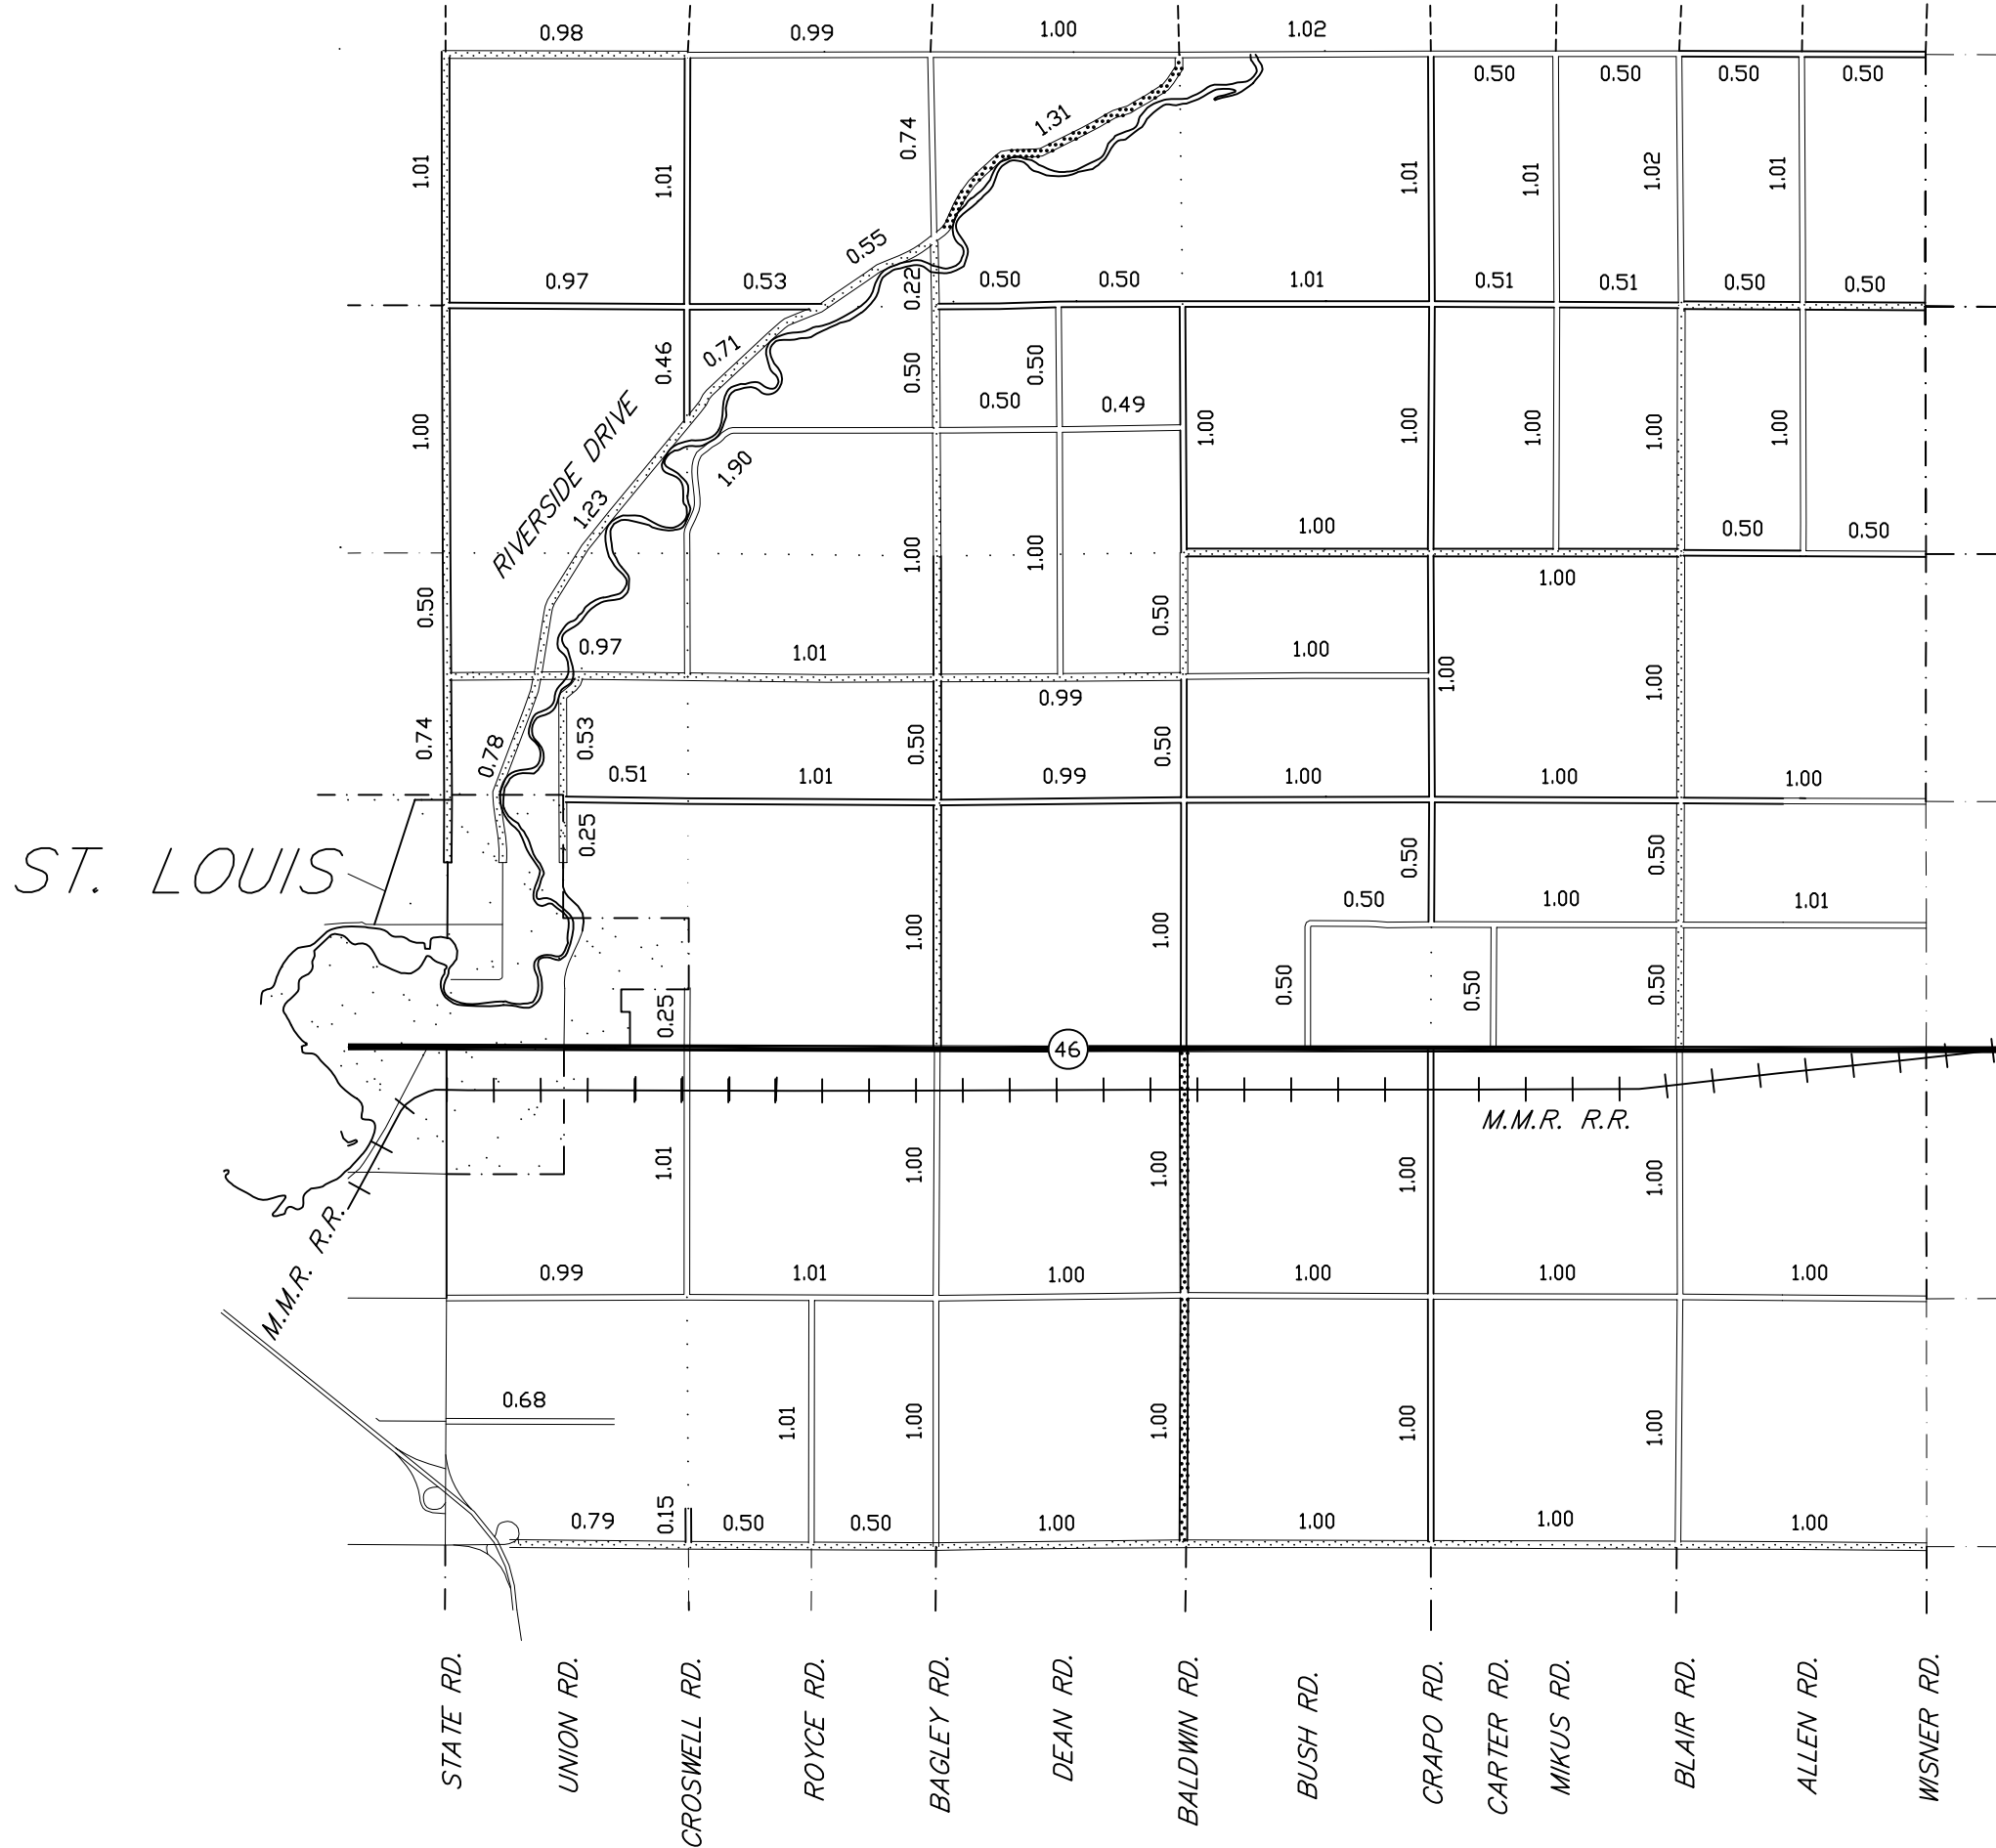 0.98 0.99 1.00 1.02
0.50 0.50 0.50 0.50
1.31
0.74
1.01 1.01 1.01 1.01 1.02 1.01
0.55
0.97 0.53 0.22 0.50 0.50 1.01 0.51 0.51 0.50 0.50
0.46 0.71 0.50 0.50
0.50 0.49
1.00 1.00 1.00 1.00 1.00 1.00
RIVERSIDE DRIVE
1.90
1.23
1.00 1.00 1.00 0.50 0.50
1.00
0.50 0.50
0.97 1.01 1.00
1.00 1.00
0.99
0.74 0.78 0.53 0.50 0.50
0.51 1.01 0.99 1.00 1.00 1.00
0.25
ST. LOUIS
0.50 0.50
0.50 1.00 1.01
1.00 1.00
0.25 0.50 0.50 0.50
46
M.M.R. R.R.
1.01 1.00 1.00 1.00 1.00
M.M.R. R.R.
0.99 1.01 1.00 1.00 1.00 1.00
0.68
1.01 1.00 1.00 1.00 1.00
0.79 0.15 0.50 0.50 1.00 1.00 1.00 1.00
STATE RD.
UNION RD.
CROSWELL RD.
ROYCE RD.
BAGLEY RD.
DEAN RD.
BALDWIN RD.
BUSH RD.
CRAPO RD.
CARTER RD.
MIKUS RD.
BLAIR RD.
ALLEN RD.
WISNER RD.